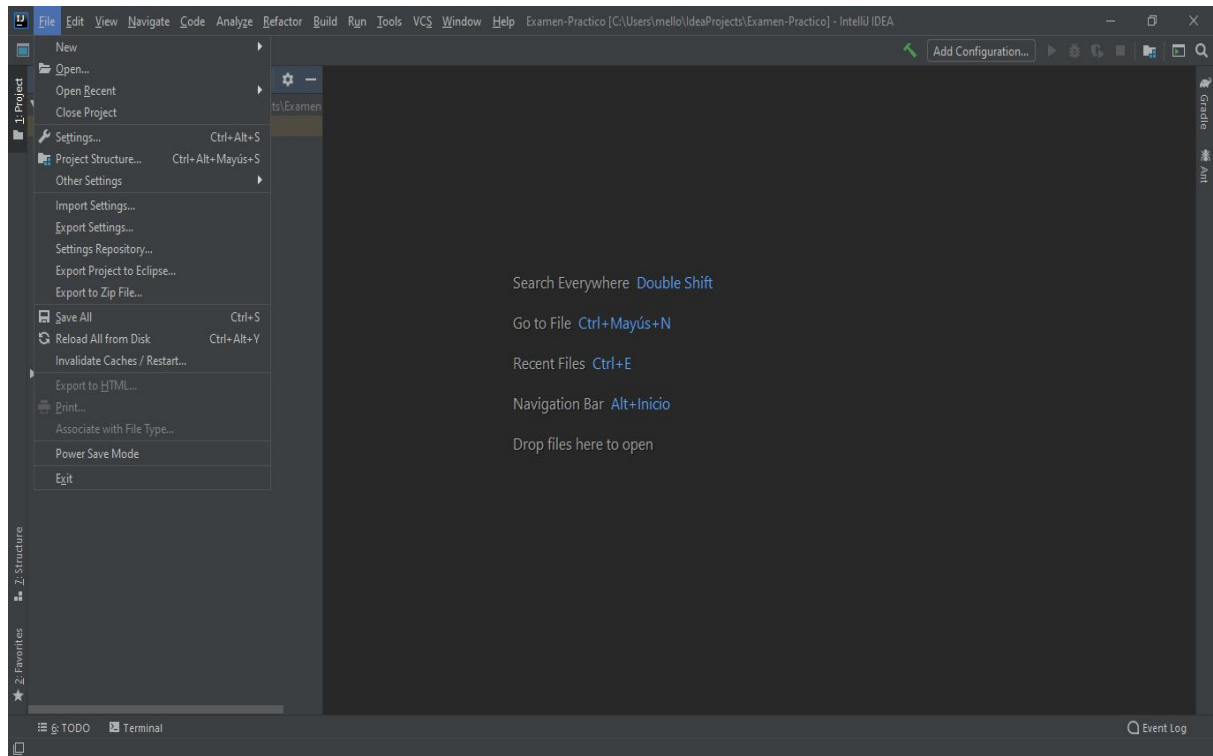 IJ File Edit View Navigate Code Analyze Refactor Build Run Tools VCS Window Help Examen-Practico [C:\Users\mello\IdeaProjects\Examen-Practico] - IntelliJ IDEA
Add Configuration...
New
Open...
Open Recent
Close Project
ts\Examen
Settings... Ctrl+Alt+S
Project Structure... Ctrl+Alt+Mayús+S
Other Settings
Import Settings...
Export Settings...
Settings Repository...
Export Project to Eclipse...
Export to Zip File...
Save All Ctrl+S
Reload All from Disk Ctrl+Alt+Y
Invalidate Caches / Restart...
Export to HTML...
Print...
Associate with File Type...
Power Save Mode
Exit
1: Project
7: Structure
2: Favorites
Search Everywhere Double Shift
Go to File Ctrl+Mayús+N
Recent Files Ctrl+E
Navigation Bar Alt+Inicio
Drop files here to open
Gradle
Ant
6: TODO Terminal Event Log